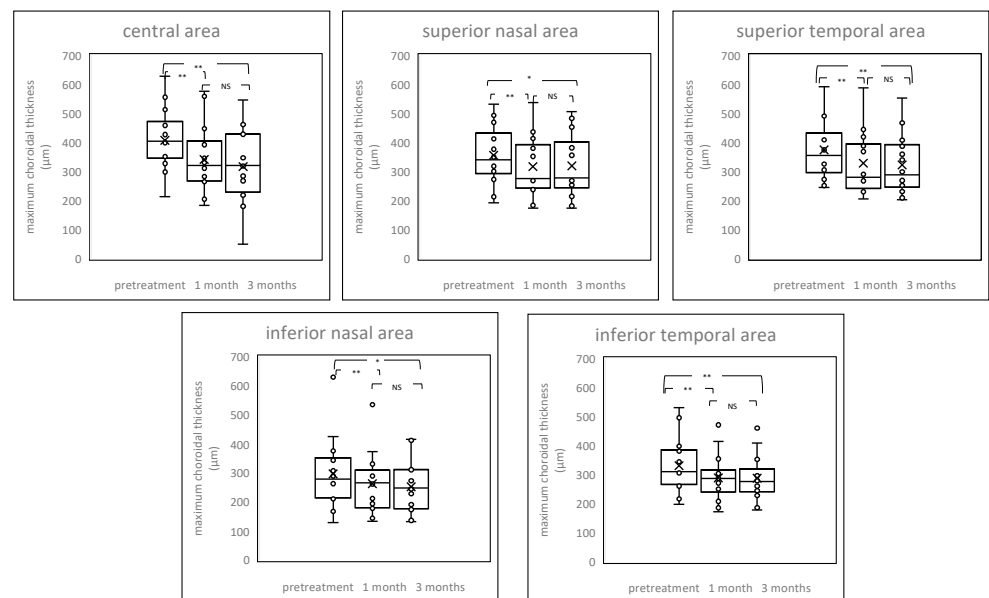 central area
700
600
500
400
300
200
100
0
maximum choroidal thickness
(μm)
**
**
NS
pretreatment 1 month 3 months
superior nasal area
700
600
500
400
300
200
100
0
maximum choroidal thickness
(μm)
*
**
NS
pretreatment 1 month 3 months
superior temporal area
700
600
500
400
300
200
100
0
maximum choroidal thickness
(μm)
**
**
NS
pretreatment 1 month 3 months
inferior nasal area
700
600
500
400
300
200
100
0
maximum choroidal thickness
(μm)
*
**
NS
pretreatment 1 month 3 months
inferior temporal area
700
600
500
400
300
200
100
0
maximum choroidal thickness
(μm)
**
**
NS
pretreatment 1 month 3 months